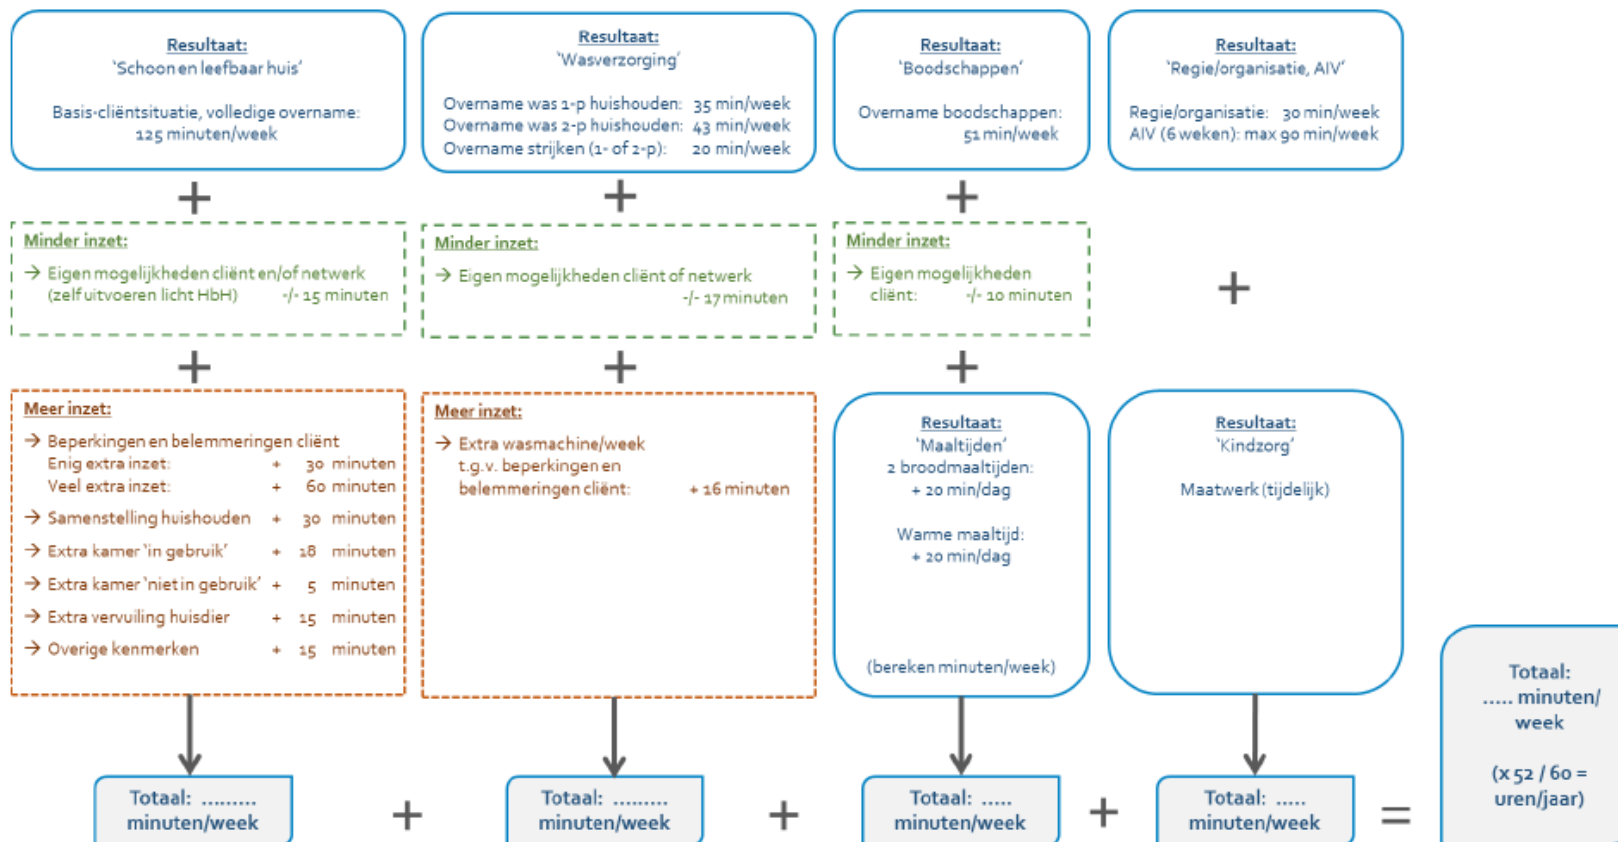 Resultaat:
'Schoon en leefbaar huis'
Basis-cliëntsituatie, volledige overname:
125 minuten/week
Resultaat:
'Wasverzorging'
Overname was 1-p huishouden: 35 min/week
Overname was 2-p huishouden: 43 min/week
Overname strijken (1- of 2-p): 20 min/week
Resultaat:
'Boodschappen'
Overname boodschappen:
51 min/week
Resultaat:
'Regie/organisatie, AIV'
Regie/organisatie: 30 min/week
AIV (6 weken): max 90 min/week
+ + +
Minder inzet:
→ Eigen mogelijkheden cliënt en/of netwerk
(zelf uitvoeren licht HbH) -/- 15 minuten
Minder inzet:
→ Eigen mogelijkheden cliënt of netwerk
-/- 17 minuten
Minder inzet:
→ Eigen mogelijkheden
cliënt: -/- 10 minuten
+
+ + +
Meer inzet:
→ Beperkingen en belemmeringen cliënt
Enig extra inzet: + 30 minuten
Veel extra inzet: + 60 minuten
→ Samenstelling huishouden + 30 minuten
→ Extra kamer 'in gebruik' + 18 minuten
→ Extra kamer 'niet in gebruik' + 5 minuten
→ Extra vervuiling huisdier + 15 minuten
→ Overige kenmerken + 15 minuten
Meer inzet:
→ Extra wasmachine/week
t.g.v. beperkingen en
belemmeringen cliënt: + 16 minuten
Resultaat:
'Maaltijden'
2 broodmaaltijden:
+ 20 min/dag
Warme maaltijd:
+ 20 min/dag
(bereken minuten/week)
Resultaat:
'Kindzorg'
Maatwerk (tijdelijk)
Totaal: .........
minuten/week
+
Totaal: .........
minuten/week
+
Totaal: .....
minuten/week
+
Totaal: .....
minuten/week
=
Totaal:
..... minuten/
week
(x 52 / 60 =
uren/jaar)